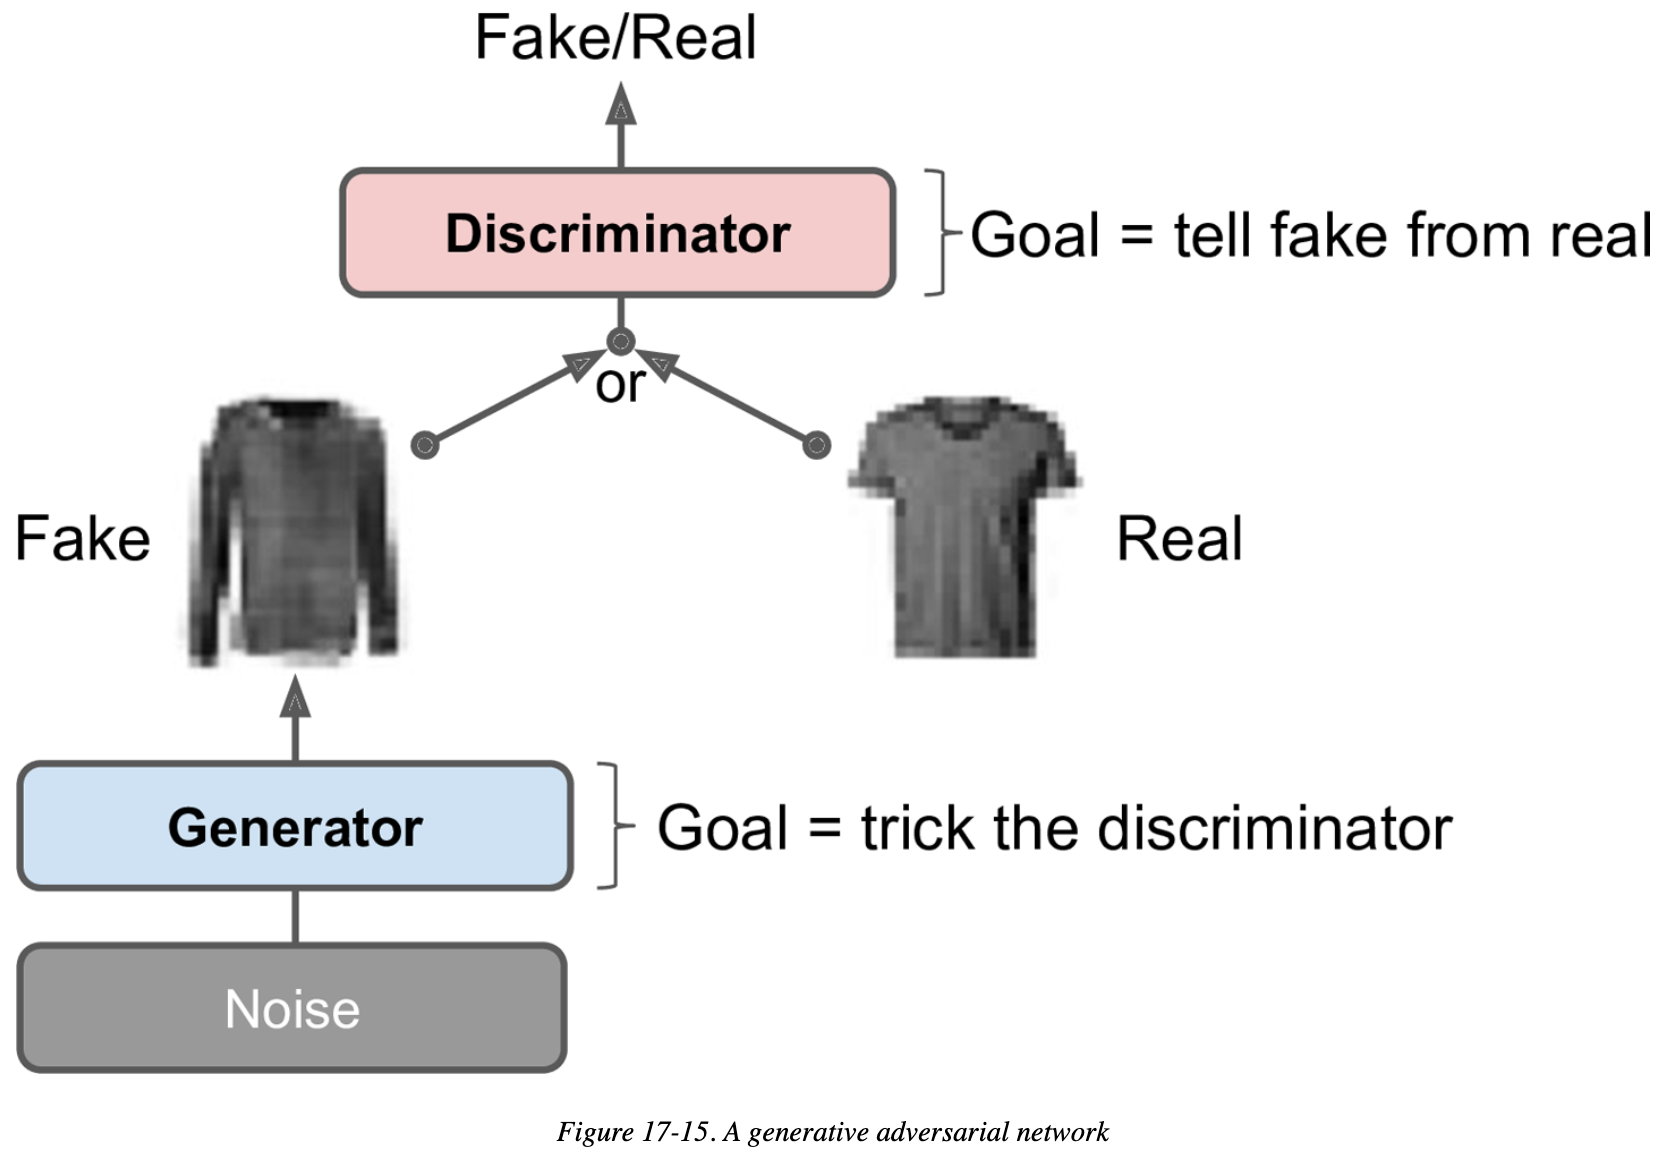 Fake/Real
Discriminator
Goal = tell fake from real
or
Fake
Real
Generator
Goal = trick the discriminator
Noise
Figure 17-15. A generative adversarial network